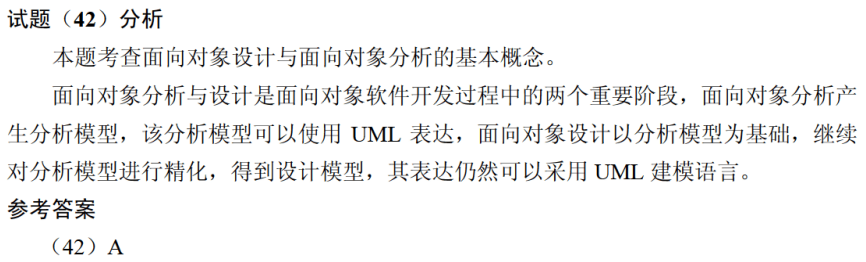 试题（42）分析
本题考查面向对象设计与面向对象分析的基本概念。
面向对象分析与设计是面向对象软件开发过程中的两个重要阶段，面向对象分析产
生分析模型，该分析模型可以使用 UML 表达，面向对象设计以分析模型为基础，继续
对分析模型进行精化，得到设计模型，其表达仍然可以采用 UML 建模语言。
参考答案
（42）A